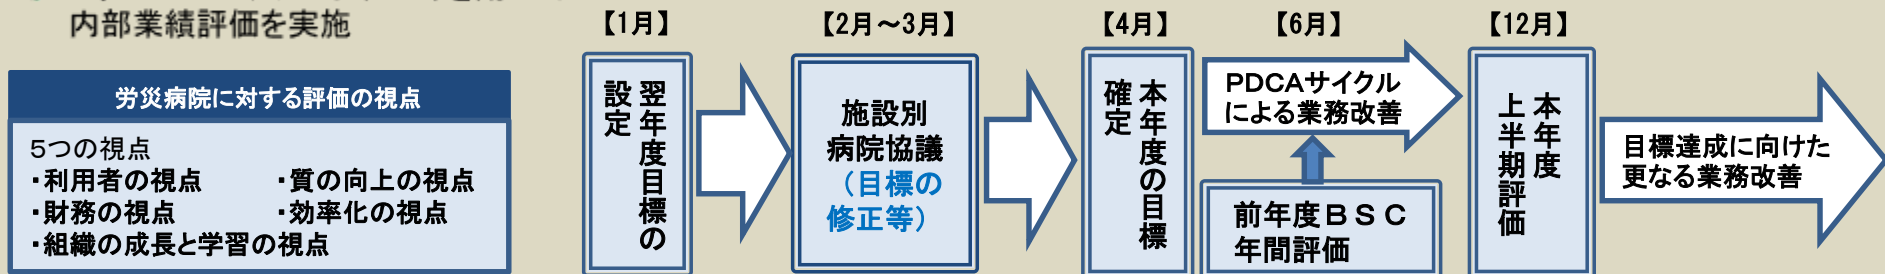 内部業績評価を実施
労災病院に対する評価の視点
5つの視点
・利用者の視点 ・質の向上の視点
・財務の視点 ・効率化の視点
・組織の成長と学習の視点
【1月】
翌年度目標の
設定
【2月～3月】
施設別
病院協議
（目標の
修正等）
【4月】
本年度の目標
確定
【6月】
PDCAサイクル
による業務改善
前年度ＢＳＣ
年間評価
【12月】
本年度
上半期評価
目標達成に向けた
更なる業務改善